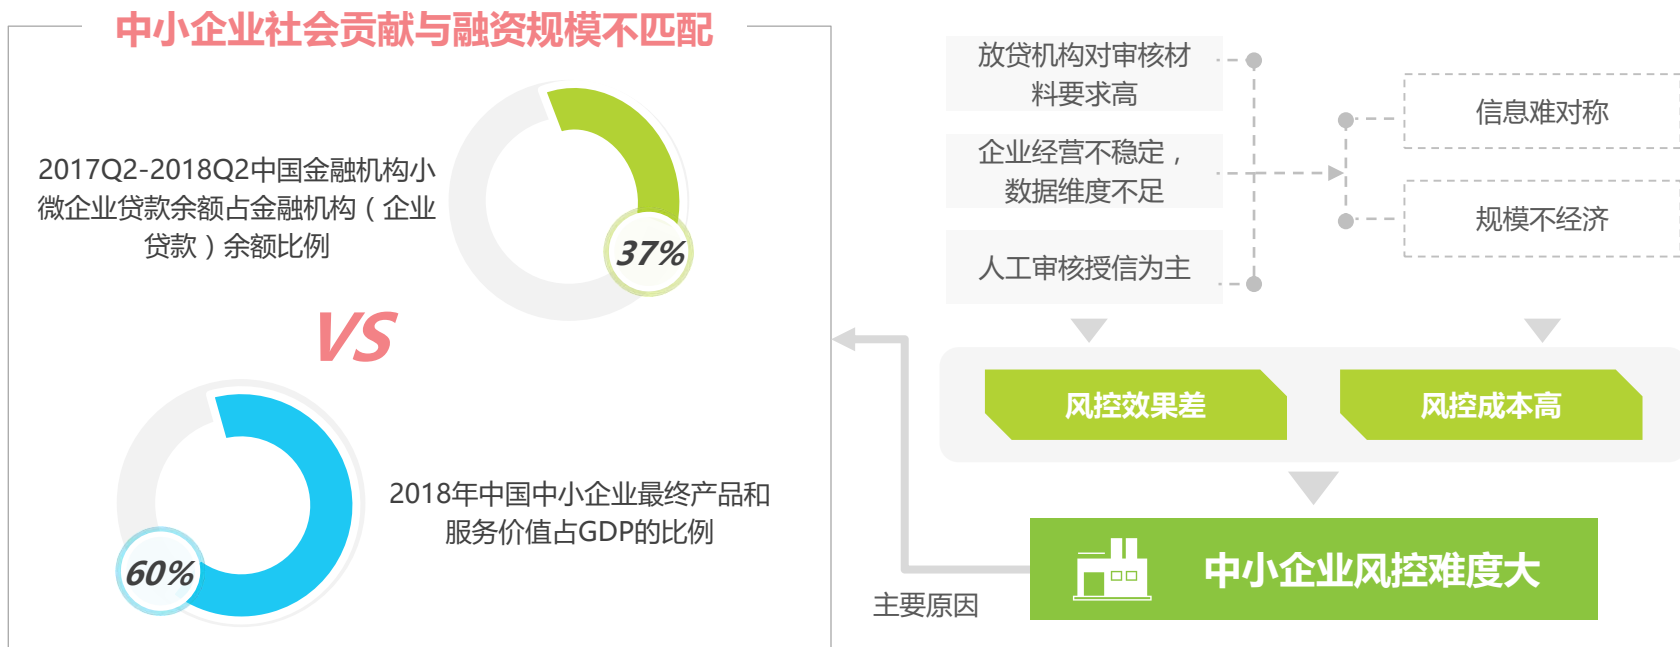 中小企业社会贡献与融资规模不匹配
2017Q2-2018Q2中国金融机构小
微企业贷款余额占金融机构（企业
贷款）余额比例
37%
VS
60%
2018年中国中小企业最终产品和
服务价值占GDP的比例
放贷机构对审核材
料要求高
企业经营不稳定，
数据维度不足
人工审核授信为主
信息难对称
规模不经济
风控效果差
风控成本高
中小企业风控难度大
主要原因